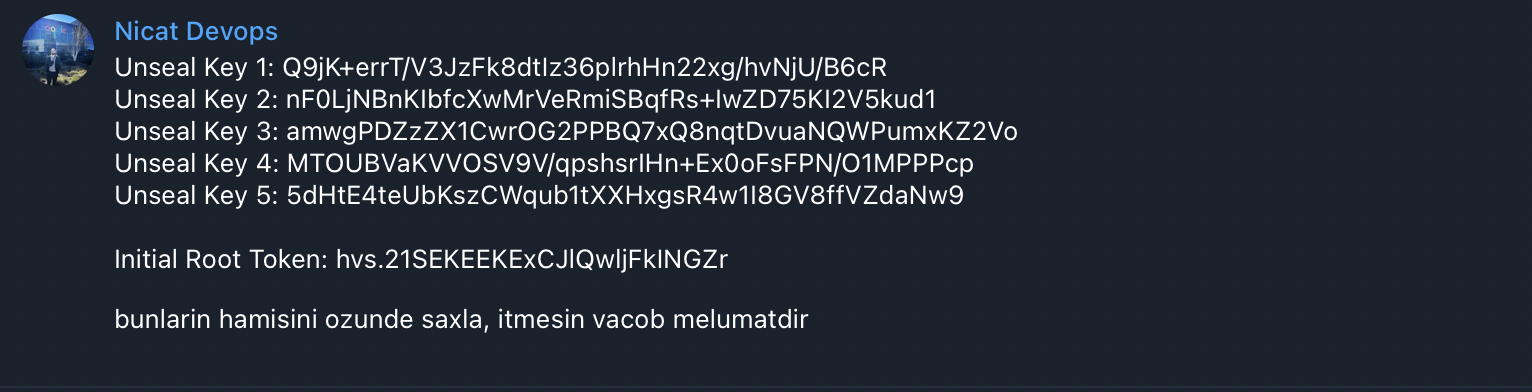 Nicat Devops
Unseal Key 1: Q9jK+errT/V3JzFk8dtIz36plrhHn22xg/hvNjU/B6cR
Unseal Key 2: nF0LjNBnKIbfcXwMrVeRmiSBqfRs+IwZD75KI2V5kud1
Unseal Key 3: amwgPDZzZX1CwrOG2PPBQ7xQ8nqtDvuaNQWPumxKZ2Vo
Unseal Key 4: MTOUBVaKVVOSV9V/qpshsrIHn+Ex0oFsFPN/O1MPPPcp
Unseal Key 5: 5dHtE4teUbKszCWqub1tXXHxgsR4w1I8GV8ffVZdaNw9
Initial Root Token: hvs.21SEKEEKExCJlQwljFkINGZr
bunlarin hamisini ozunde saxla, itmesin vacob melumatdir